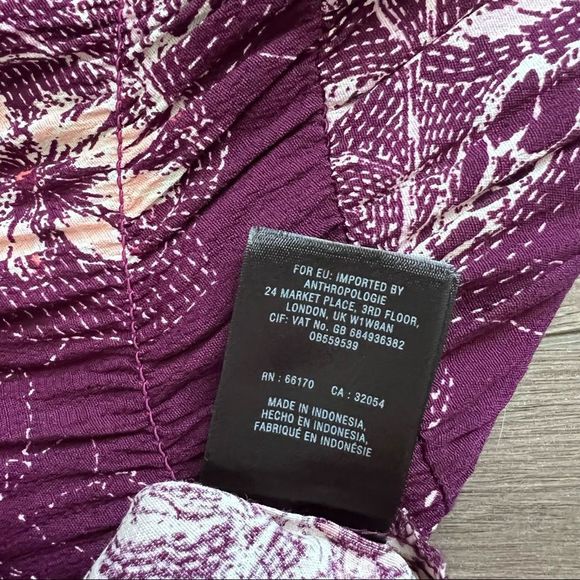 FOR EU: IMPORTED BY
ANTHROPOLOGIE
24 MARKET PLACE, 3RD FLOOR,
LONDON, UK W1W8AN
CIF: VAT No. GB 684936382
OB559539
RN : 66170 CA : 32054
MADE IN INDONESIA,
HECHO EN INDONESIA,
FABRIQUÉ EN INDONÉSIE